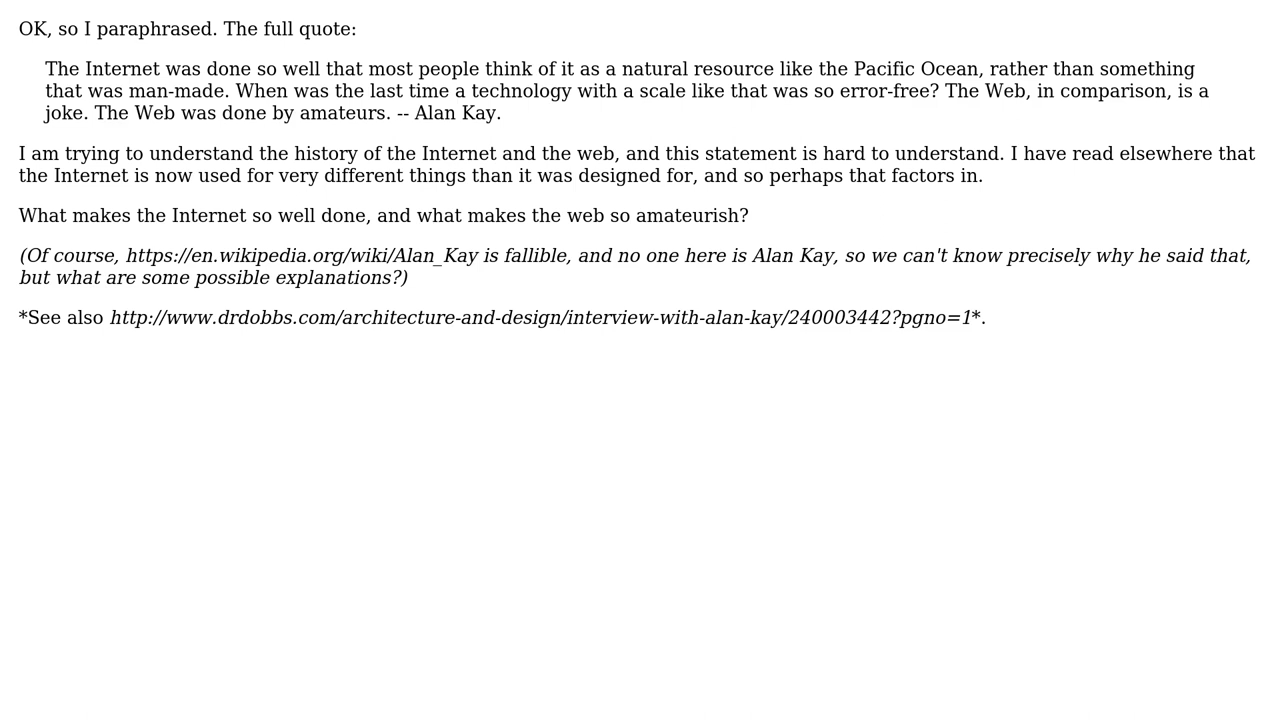 OK, so I paraphrased. The full quote:
The Internet was done so well that most people think of it as a natural resource like the Pacific Ocean, rather than something
that was man-made. When was the last time a technology with a scale like that was so error-free? The Web, in comparison, is a
joke. The Web was done by amateurs. -- Alan Kay.
I am trying to understand the history of the Internet and the web, and this statement is hard to understand. I have read elsewhere that
the Internet is now used for very different things than it was designed for, and so perhaps that factors in.
What makes the Internet so well done, and what makes the web so amateurish?
(Of course, https://en.wikipedia.org/wiki/Alan_Kay is fallible, and no one here is Alan Kay, so we can't know precisely why he said that,
but what are some possible explanations?)
*See also http://www.drdobbs.com/architecture-and-design/interview-with-alan-kay/240003442?pgno=1*.